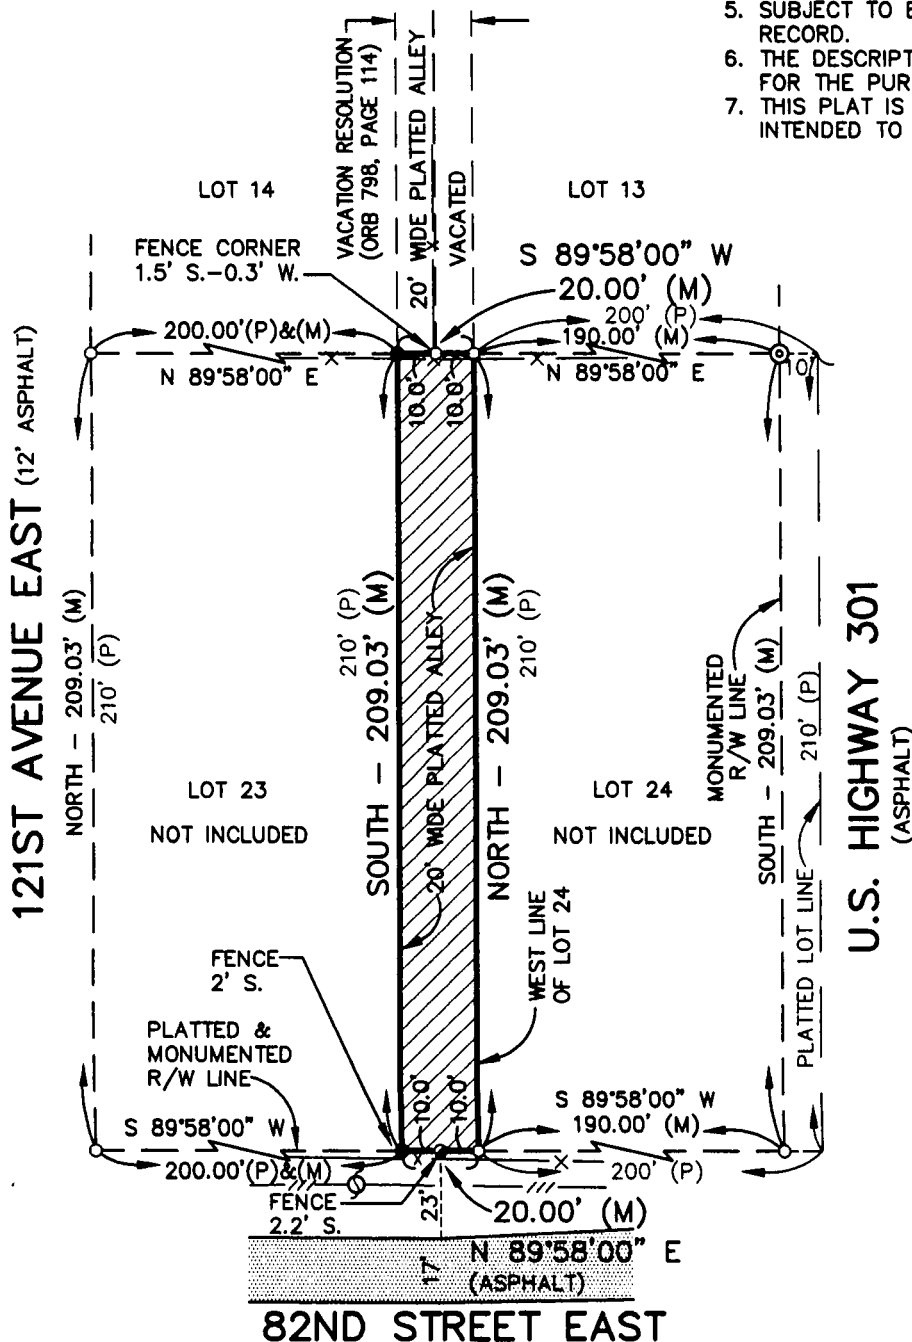 5. SUBJECT TO E
RECORD.
6. THE DESCRIPT
FOR THE PUR
7. THIS PLAT IS
INTENDED TO
VACATION RESOLUTION
(ORB 798, PAGE 114)
20' WIDE PLATTED ALLEY
VACATED
LOT 14
LOT 13
FENCE CORNER
1.5' S.-0.3' W.
S 89°58'00" W
20.00' (M)
200' (P)
190.00' (M)
200.00'(P)&(M)
N 89°58'00" E
N 89°58'00" E
10'
10.0'
10.0'
121ST AVENUE EAST (12' ASPHALT)
NORTH - 209.03' (M)
210' (P)
210' (P)
SOUTH - 209.03' (M)
20' WIDE PLATTED ALLEY
NORTH - 209.03' (M)
210' (P)
MONUMENTED
R/W LINE
SOUTH - 209.03' (M)
210' (P)
PLATTED LOT LINE
U.S. HIGHWAY 301
(ASPHALT)
LOT 23
NOT INCLUDED
LOT 24
NOT INCLUDED
WEST LINE
OF LOT 24
FENCE
2' S.
PLATTED &
MONUMENTED
R/W LINE
S 89°58'00" W
200.00'(P)&(M)
10.0'
10.0'
S 89°58'00" W
190.00' (M)
200' (P)
FENCE
2.2' S.
23'
20.00' (M)
N 89°58'00" E
17'
(ASPHALT)
82ND STREET EAST